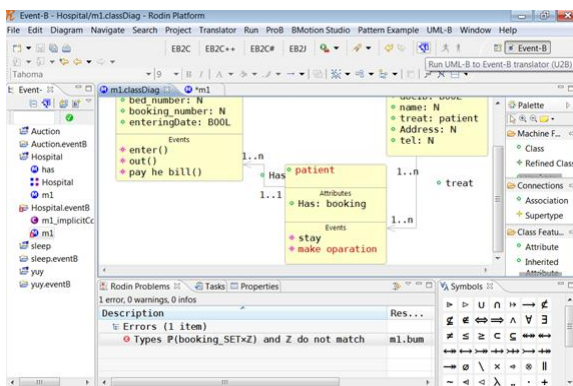 Event-B - Hospital/m1.classDiag - Rodin Platform
File Edit Diagram Navigate Search Project Translator Run ProB BMotion Studio Pattern Example UML-B Window Help
EB2C EB2C++ EB2C# EB2J Event-B
Run UML-B to Event-B translator (U2B)
Tahoma 9 B I A
Event-
m1.classDiag *m1
Auction
Auction.eventB
Hospital
has
Hospital
m1
Hospital.eventB
m1_implicitCc
m1
sleep
sleep.eventB
yuy
yuy.eventB
bed_number: N
booking_number: N
enteringDate: BOOL
Events
enter()
out()
pay he bill()
1..n
Has
1..1
patient
Attributes
Has: booking
Events
stay
make oparation
name: N
treat: patient
Address: N
tel: N
1..n
treat
1..n
Palette
Machine F...
Class
Refined Class
Connections
Association
Supertype
Class Featu...
Attribute
Inherited
Attribute
Rodin Problems Tasks Properties
1 error, 0 warnings, 0 infos
Description Res...
Errors (1 item)
Types ℙ(booking_SET×ℤ) and ℤ do not match m1.bum
Symbols